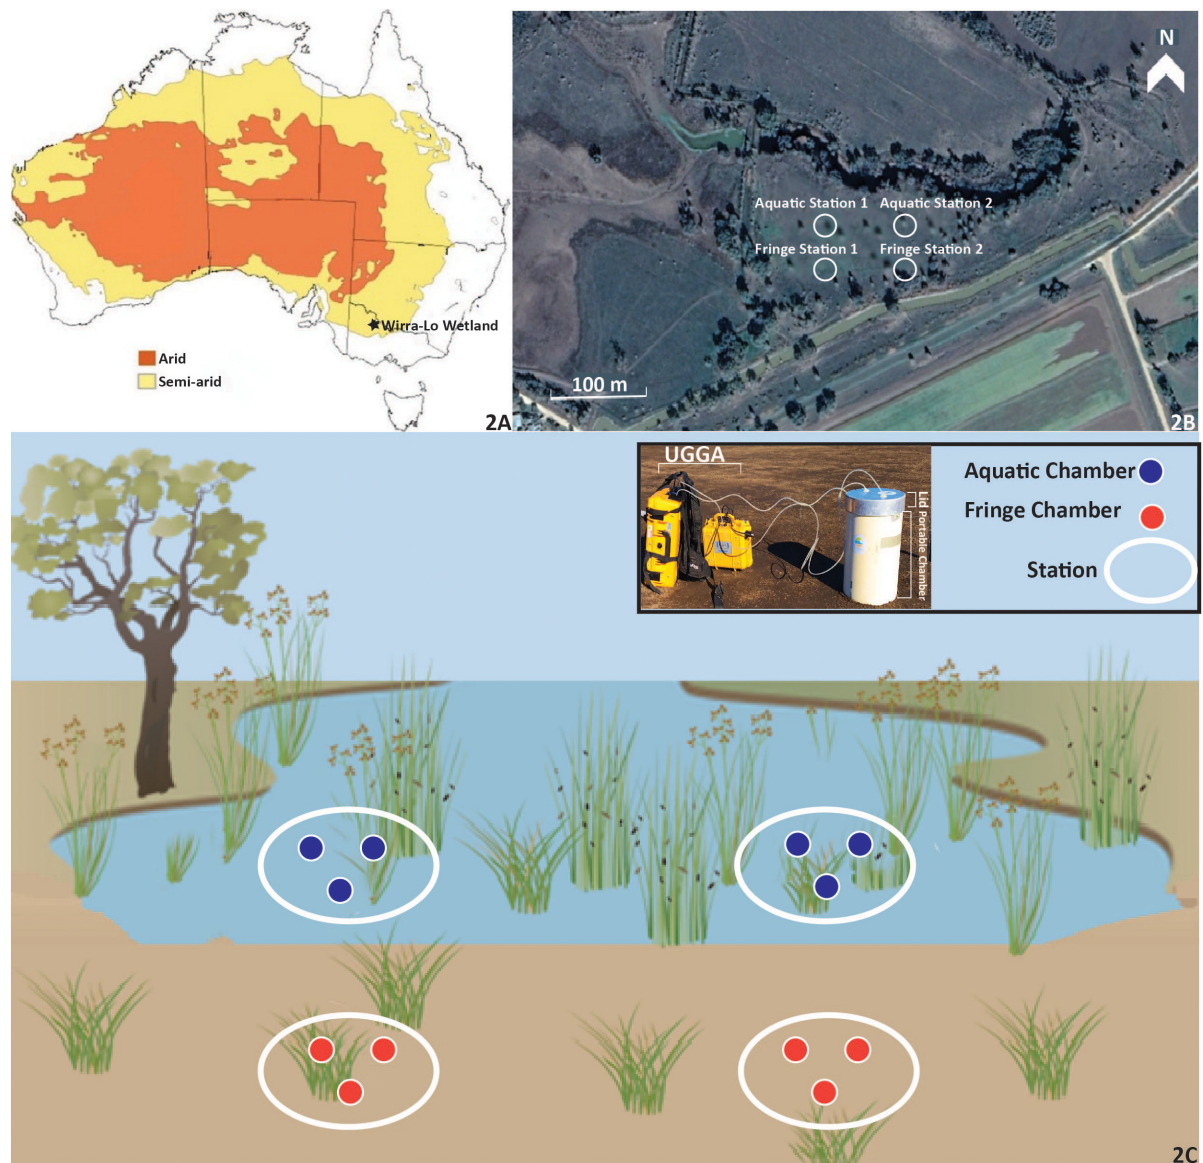 Wirra-Lo Wetland
Arid
Semi-arid
2A
N
Aquatic Station 1
Aquatic Station 2
Fringe Station 1
Fringe Station 2
100 m
2B
UGGA
Lid
Portable Chamber
Aquatic Chamber
Fringe Chamber
Station
2C